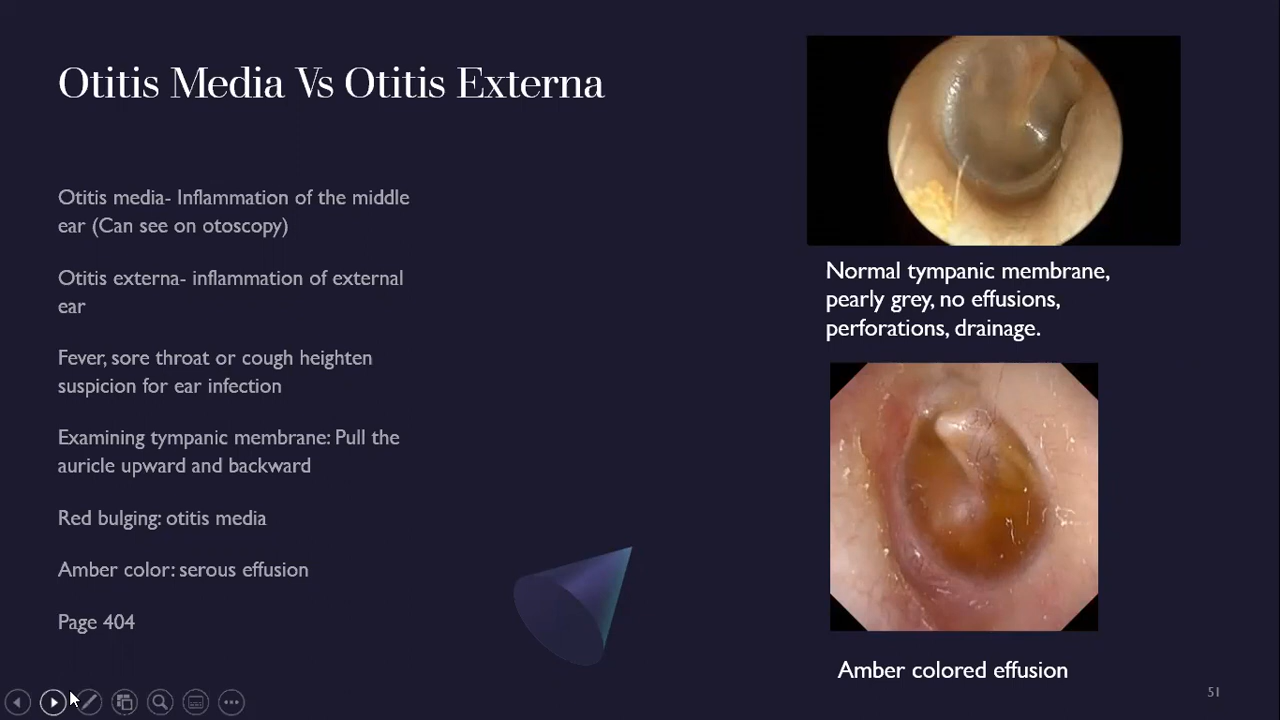 Otitis Media Vs Otitis Externa
Otitis media- Inflammation of the middle
ear (Can see on otoscopy)
Otitis externa- inflammation of external
ear
Fever, sore throat or cough heighten
suspicion for ear infection
Examining tympanic membrane: Pull the
auricle upward and backward
Red bulging: otitis media
Amber color: serous effusion
Page 404
Normal tympanic membrane,
pearly grey, no effusions,
perforations, drainage.
Amber colored effusion
51